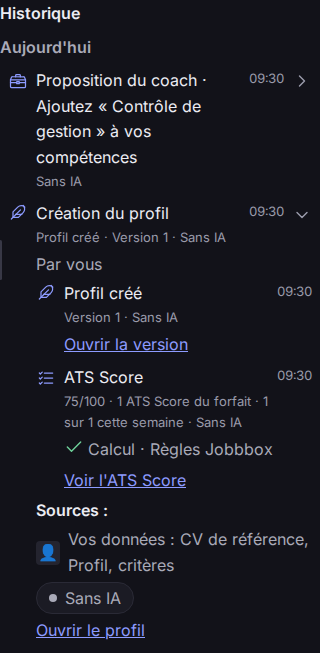 Historique
Aujourd'hui
Proposition du coach · 09:30
Ajoutez « Contrôle de
gestion » à vos
compétences
Sans IA
Création du profil 09:30
Profil créé · Version 1 · Sans IA
Par vous
Profil créé 09:30
Version 1 · Sans IA
Ouvrir la version
ATS Score 09:30
75/100 · 1 ATS Score du forfait · 1
sur 1 cette semaine · Sans IA
Calcul · Règles Jobbbox
Voir l'ATS Score
Sources :
Vos données : CV de référence,
Profil, critères
Sans IA
Ouvrir le profil